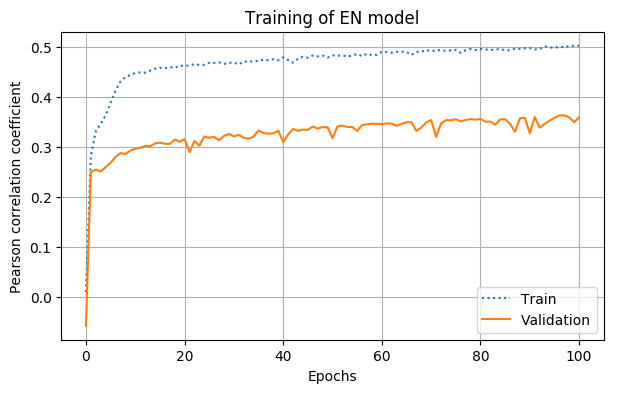 Training of EN model
Pearson correlation coefficient
0.5
0.4
0.3
0.2
0.1
0.0
0 20 40 60 80 100
Epochs
Train
Validation